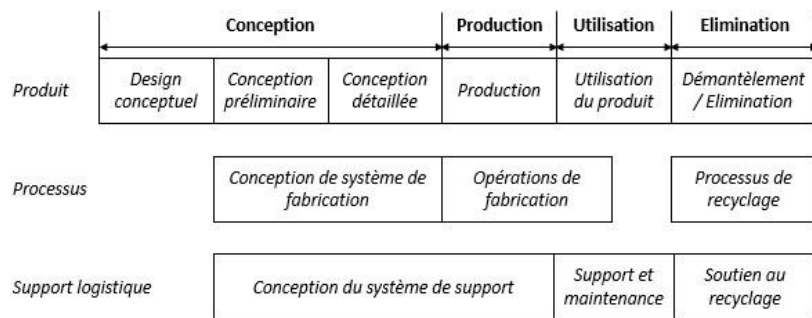 Conception Production Utilisation Elimination
Produit
Design
conceptuel
Conception
préliminaire
Conception
détaillée
Production
Utilisation
du produit
Démantèlement
/ Elimination
Processus
Conception de système de
fabrication
Opérations de
fabrication
Processus de
recyclage
Support logistique
Conception du système de support
Support et
maintenance
Soutien au
recyclage